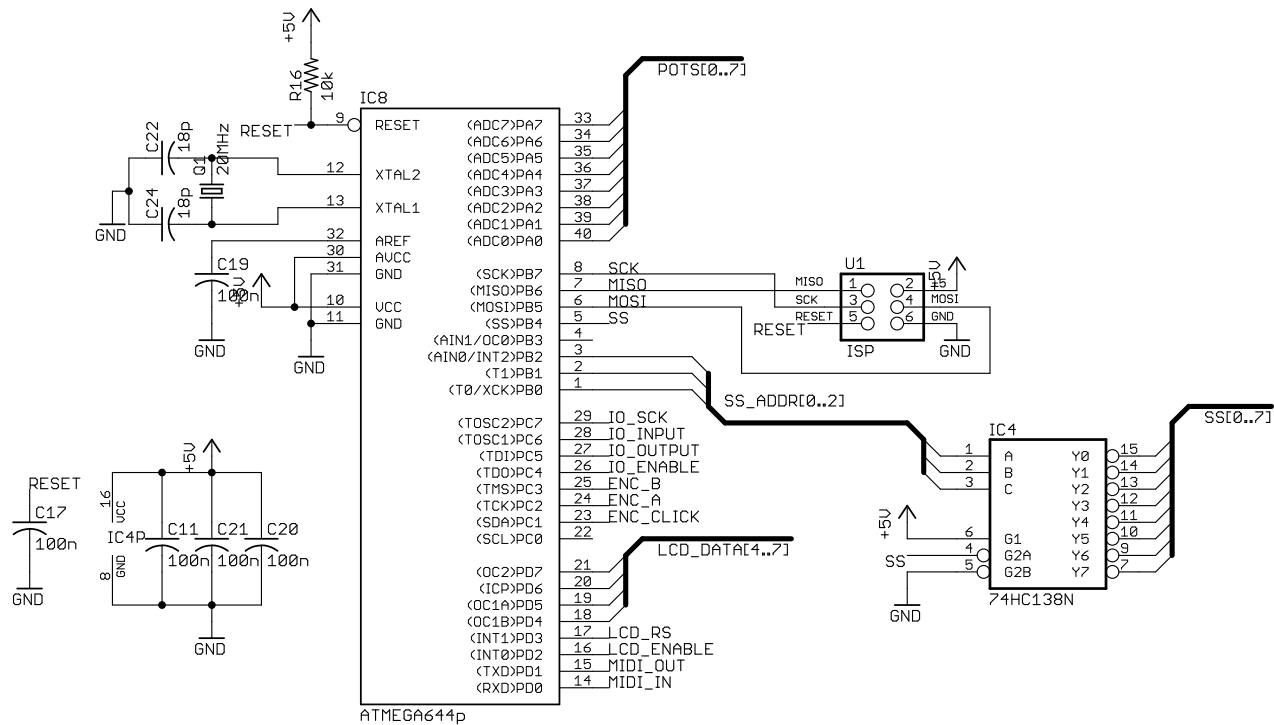 +5V
R16
10k
POTS[0..7]
IC8
RESET
9
RESET
C22
18p
Q1
20MHz
C24
18p
GND
12
XTAL2
13
XTAL1
32
AREF
30
AVCC
31
GND
10
VCC
11
GND
C19
100n
+5V
GND
GND
(ADC7)PA7 33
(ADC6)PA6 34
(ADC5)PA5 35
(ADC4)PA4 36
(ADC3)PA3 37
(ADC2)PA2 38
(ADC1)PA1 39
(ADC0)PA0 40
(SCK)PB7 8 SCK
(MISO)PB6 7 MISO
(MOSI)PB5 6 MOSI
(SS)PB4 5 SS
(AIN1/OC0)PB3 4
(AIN0/INT2)PB2 3
(T1)PB1 2
(T0/XCK)PB0 1
(TOSC2)PC7 29 IO_SCK
(TOSC1)PC6 28 IO_INPUT
(TDI)PC5 27 IO_OUTPUT
(TDO)PC4 26 IO_ENABLE
(TMS)PC3 25 ENC_B
(TCK)PC2 24 ENC_A
(SDA)PC1 23 ENC_CLICK
(SCL)PC0 22
(OC2)PD7 21
(ICP)PD6 20
(OC1A)PD5 19
(OC1B)PD4 18
(INT1)PD3 17 LCD_RS
(INT0)PD2 16 LCD_ENABLE
(TXD)PD1 15 MIDI_OUT
(RXD)PD0 14 MIDI_IN
ATMEGA644p
LCD_DATA[4..7]
U1
+5V
MISO 1 2 +5
SCK 3 4 MOSI
RESET 5 6 GND
RESET
ISP
GND
SS_ADDR[0..2]
SS[0..7]
IC4
1 A Y0 15
2 B Y1 14
3 C Y2 13
Y3 12
Y4 11
+5V
6 G1 Y5 10
SS 4 G2A Y6 9
5 G2B Y7 7
74HC138N
GND
RESET
C17
100n
GND
+5V
16
VCC
IC4P
8
GND
C11
100n
C21
100n
C20
100n
GND